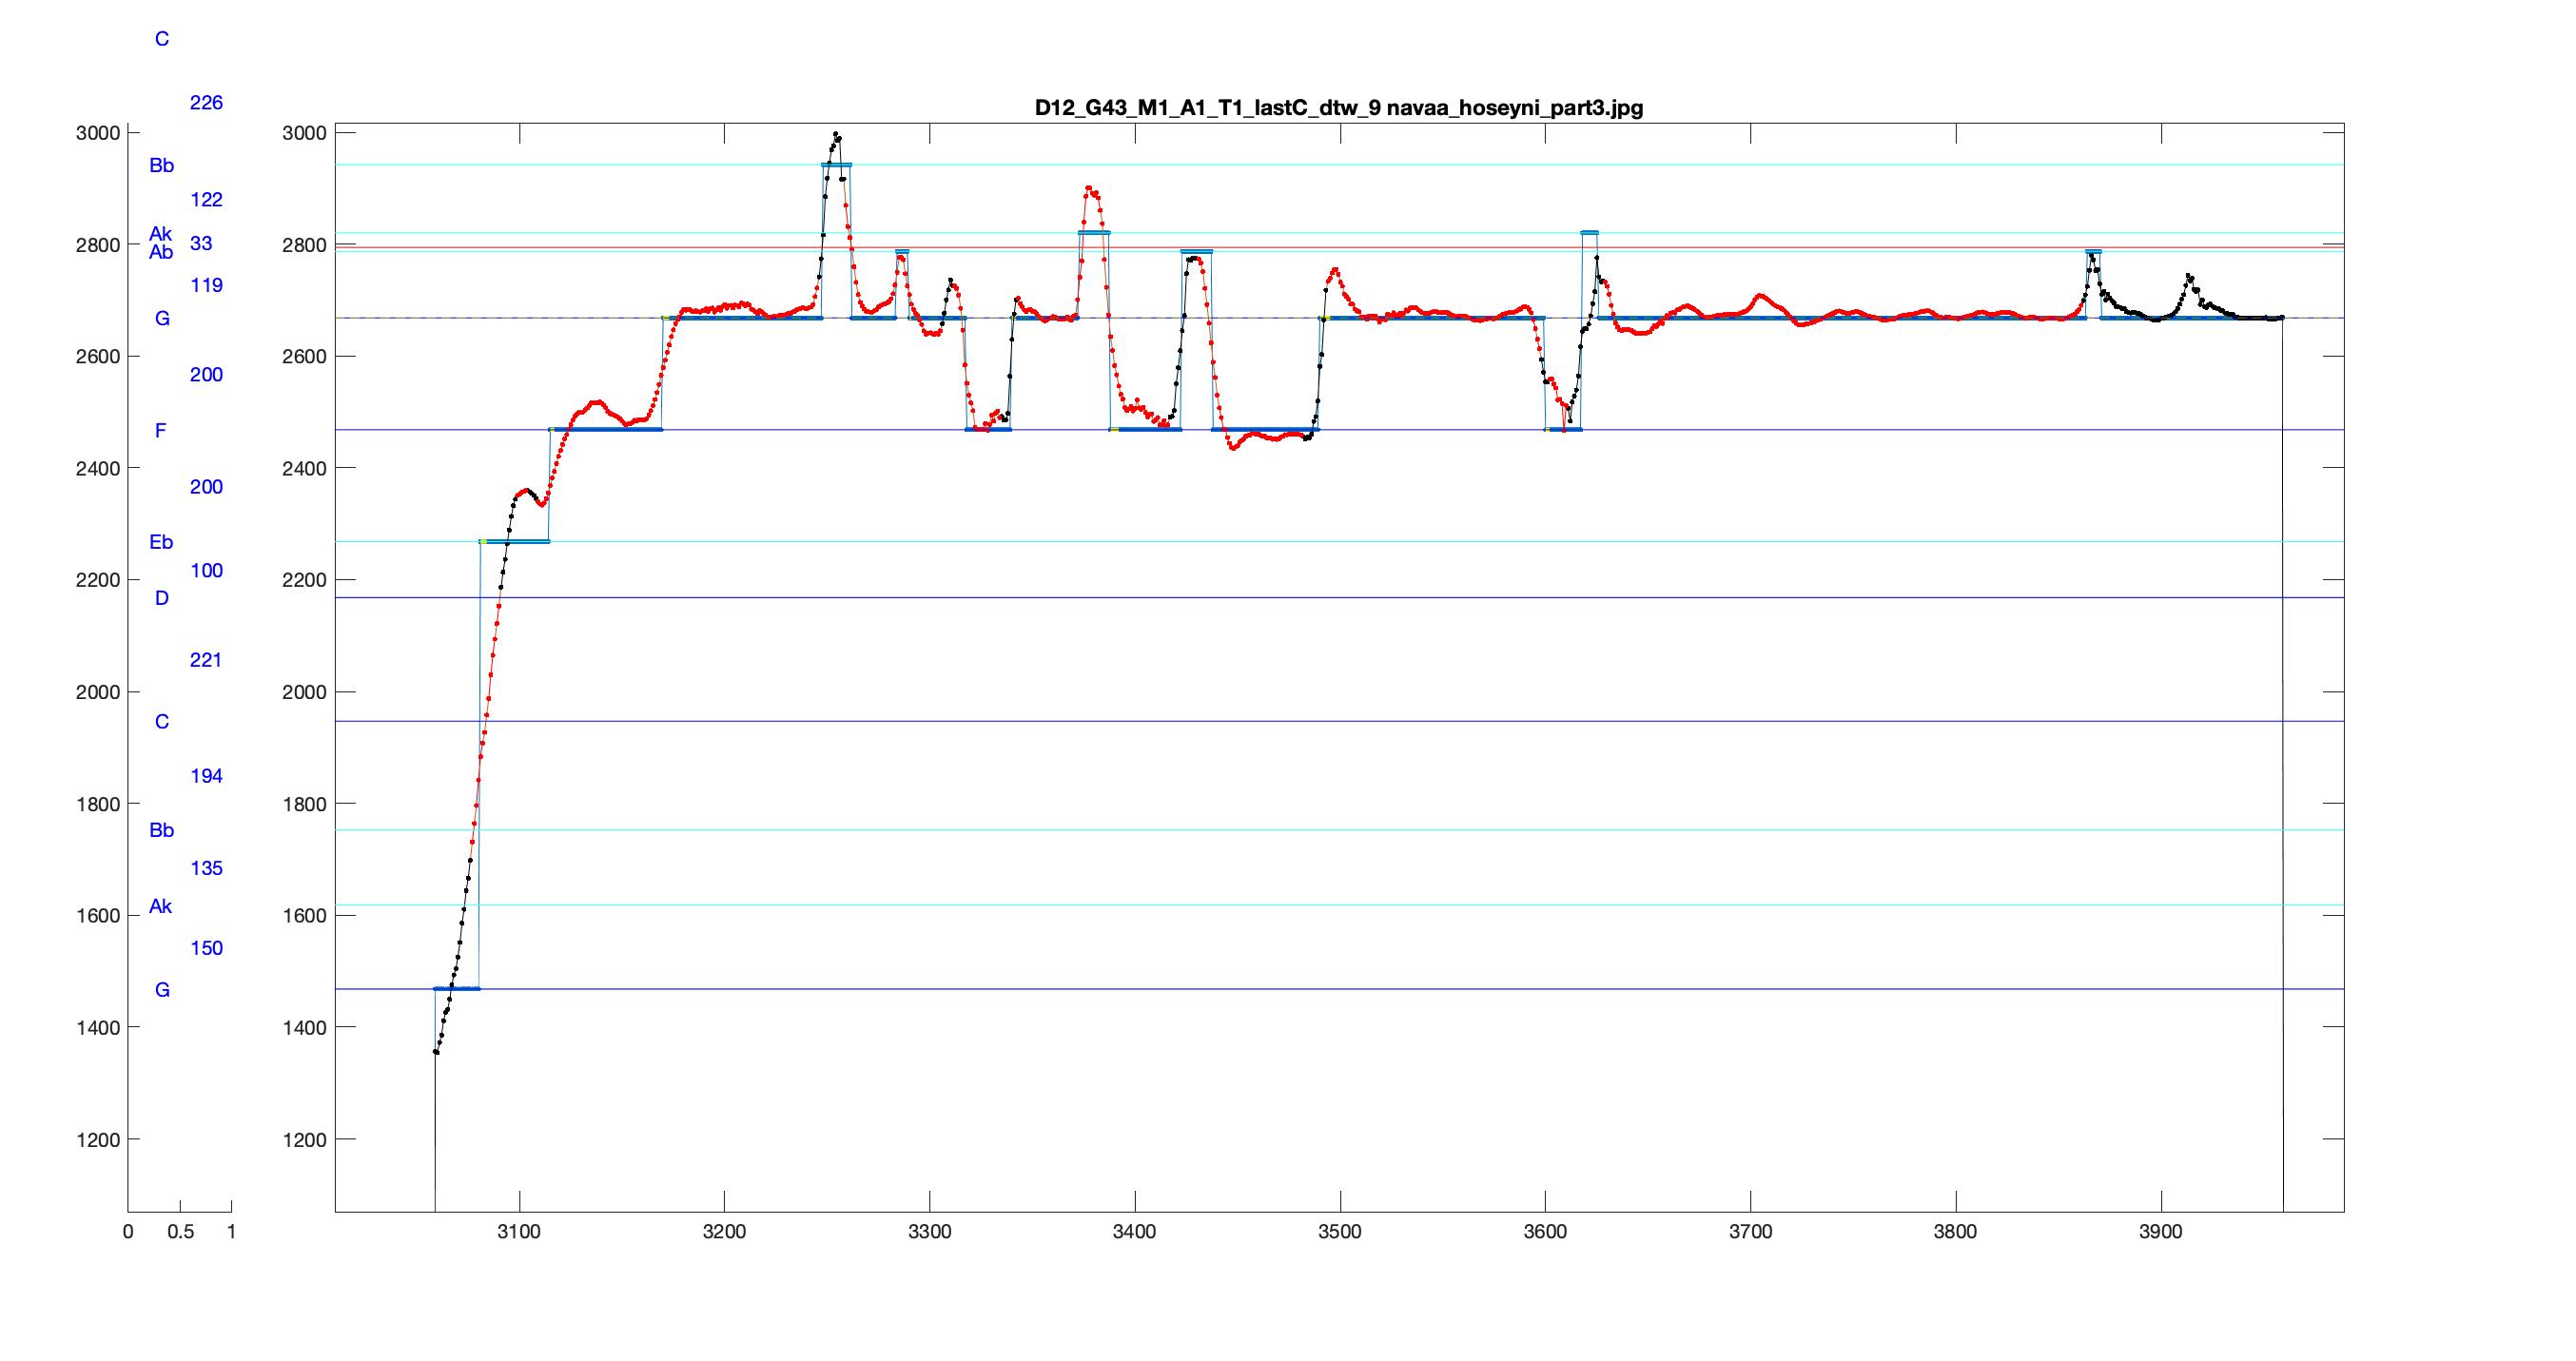 C
226
D12_G43_M1_A1_T1_lastC_dtw_9 navaa_hoseyni_part3.jpg
3000 3000
Bb
122
Ak 33
2800 Ab 2800
119
G
2600 2600
200
F
2400 2400
200
Eb
100
2200 2200
D
221
C
2000 2000
194
1800 1800
Bb
135
Ak
1600 1600
150
G
1400 1400
1200 1200
0 0.5 1 3100 3200 3300 3400 3500 3600 3700 3800 3900